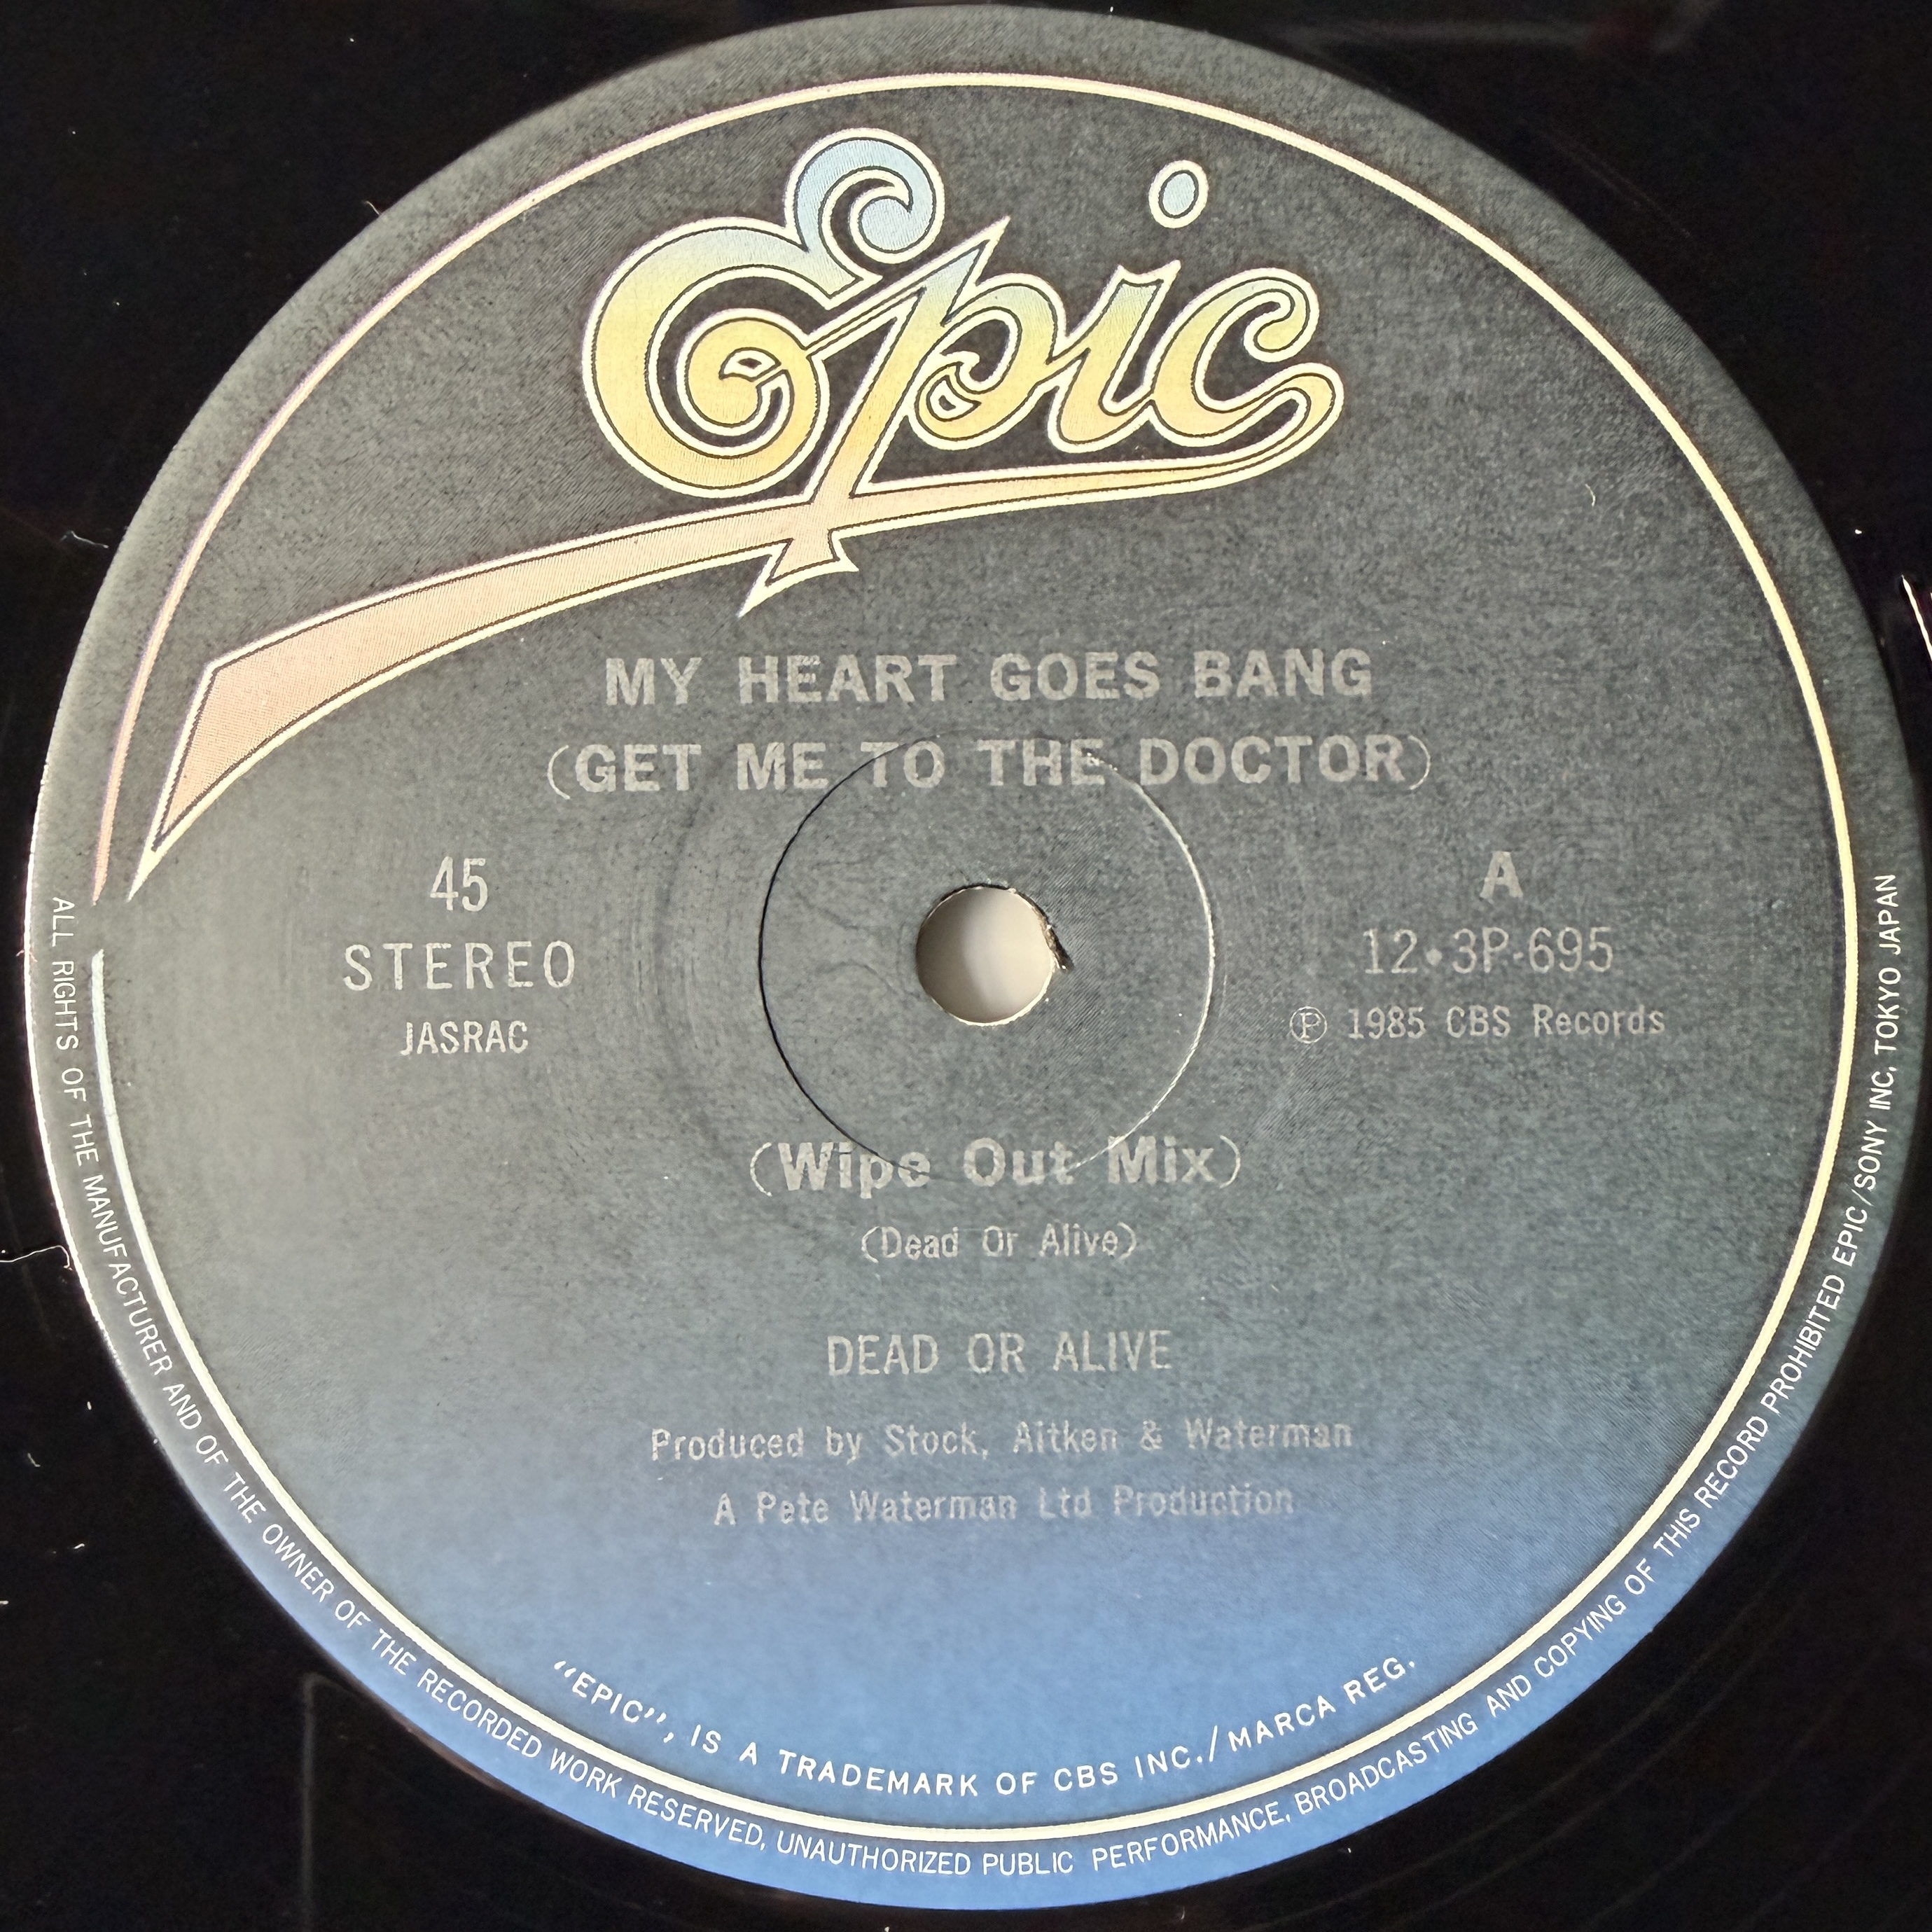 Epic
MY HEART GOES BANG
(GET ME TO THE DOCTOR)
45
STEREO
JASRAC
A
12・3P-695
Ⓟ 1985 CBS Records
(Wipe Out Mix)
(Dead Or Alive)
DEAD OR ALIVE
Produced by Stock, Aitken & Waterman
A Pete Waterman Ltd Production
"EPIC", IS A TRADEMARK OF CBS INC./MARCA REG.
ALL RIGHTS OF THE MANUFACTURER AND OF THE OWNER OF THE RECORDED WORK RESERVED, UNAUTHORIZED PUBLIC PERFORMANCE, BROADCASTING AND COPYING OF THIS RECORD PROHIBITED EPIC/SONY INC, TOKYO JAPAN